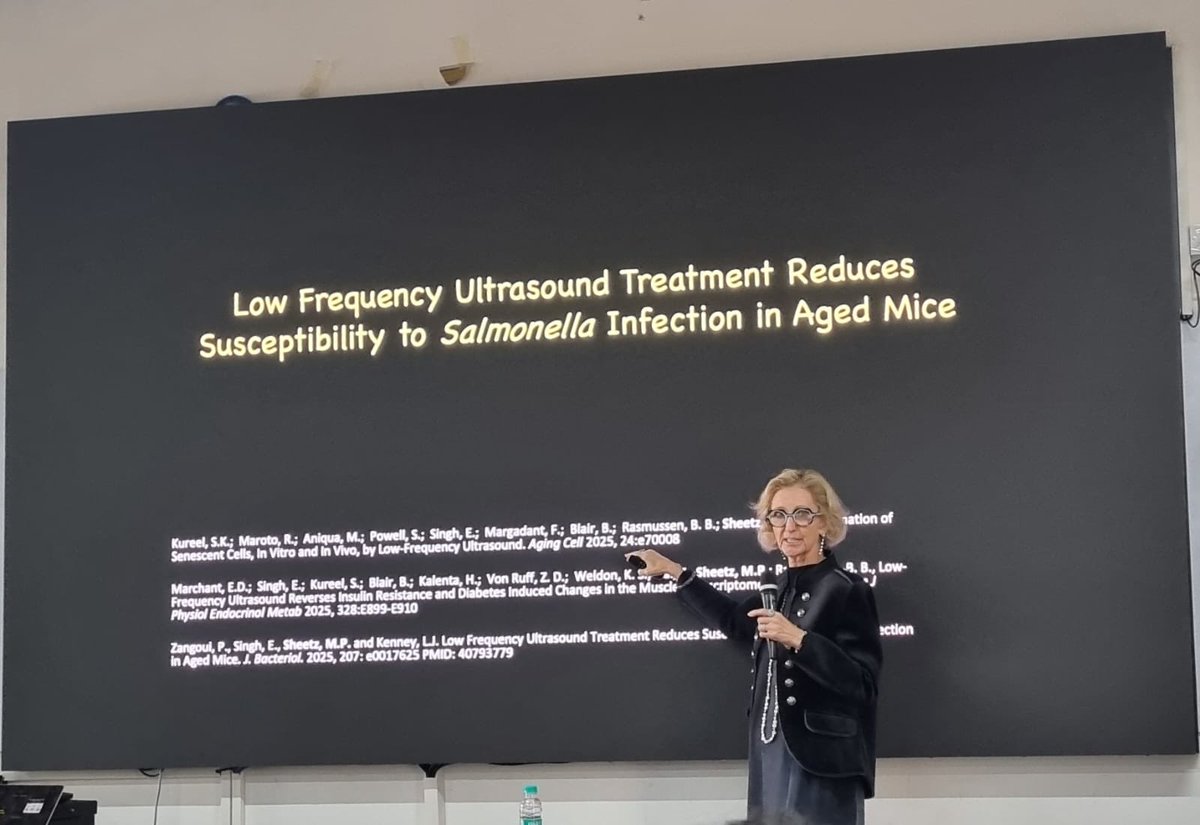 Low Frequency Ultrasound Treatment Reduces
Susceptibility to Salmonella Infection in Aged Mice
Kureel, S.K.; Maroto, R.; Aniqua, M.; Powell, S.; Singh, E.; Margadant, F.; Blair, B.; Rasmussen, B. B.; Sheetz of
Senescent Cells, In Vitro and In Vivo, by Low-Frequency Ultrasound. Aging Cell 2025, 24:e70008
Marchant, E.D.; Singh, E.; Kureel, S.; Blair, B.; Kalenta, H.; Von Ruff, Z. D.; Weldon, K. Sheetz, M.P. B. B., Low-
Frequency Ultrasound Reverses Insulin Resistance and Diabetes Induced Changes in the Muscle J
Physiol Endocrinol Metab 2025, 328:E899-E910
Zangoui, P., Singh, E., Sheetz, M.P. and Kenney, L.J. Low Frequency Ultrasound Treatment Reduces
in Aged Mice. J. Bacteriol. 2025, 207: e0017625 PMID: 40793779